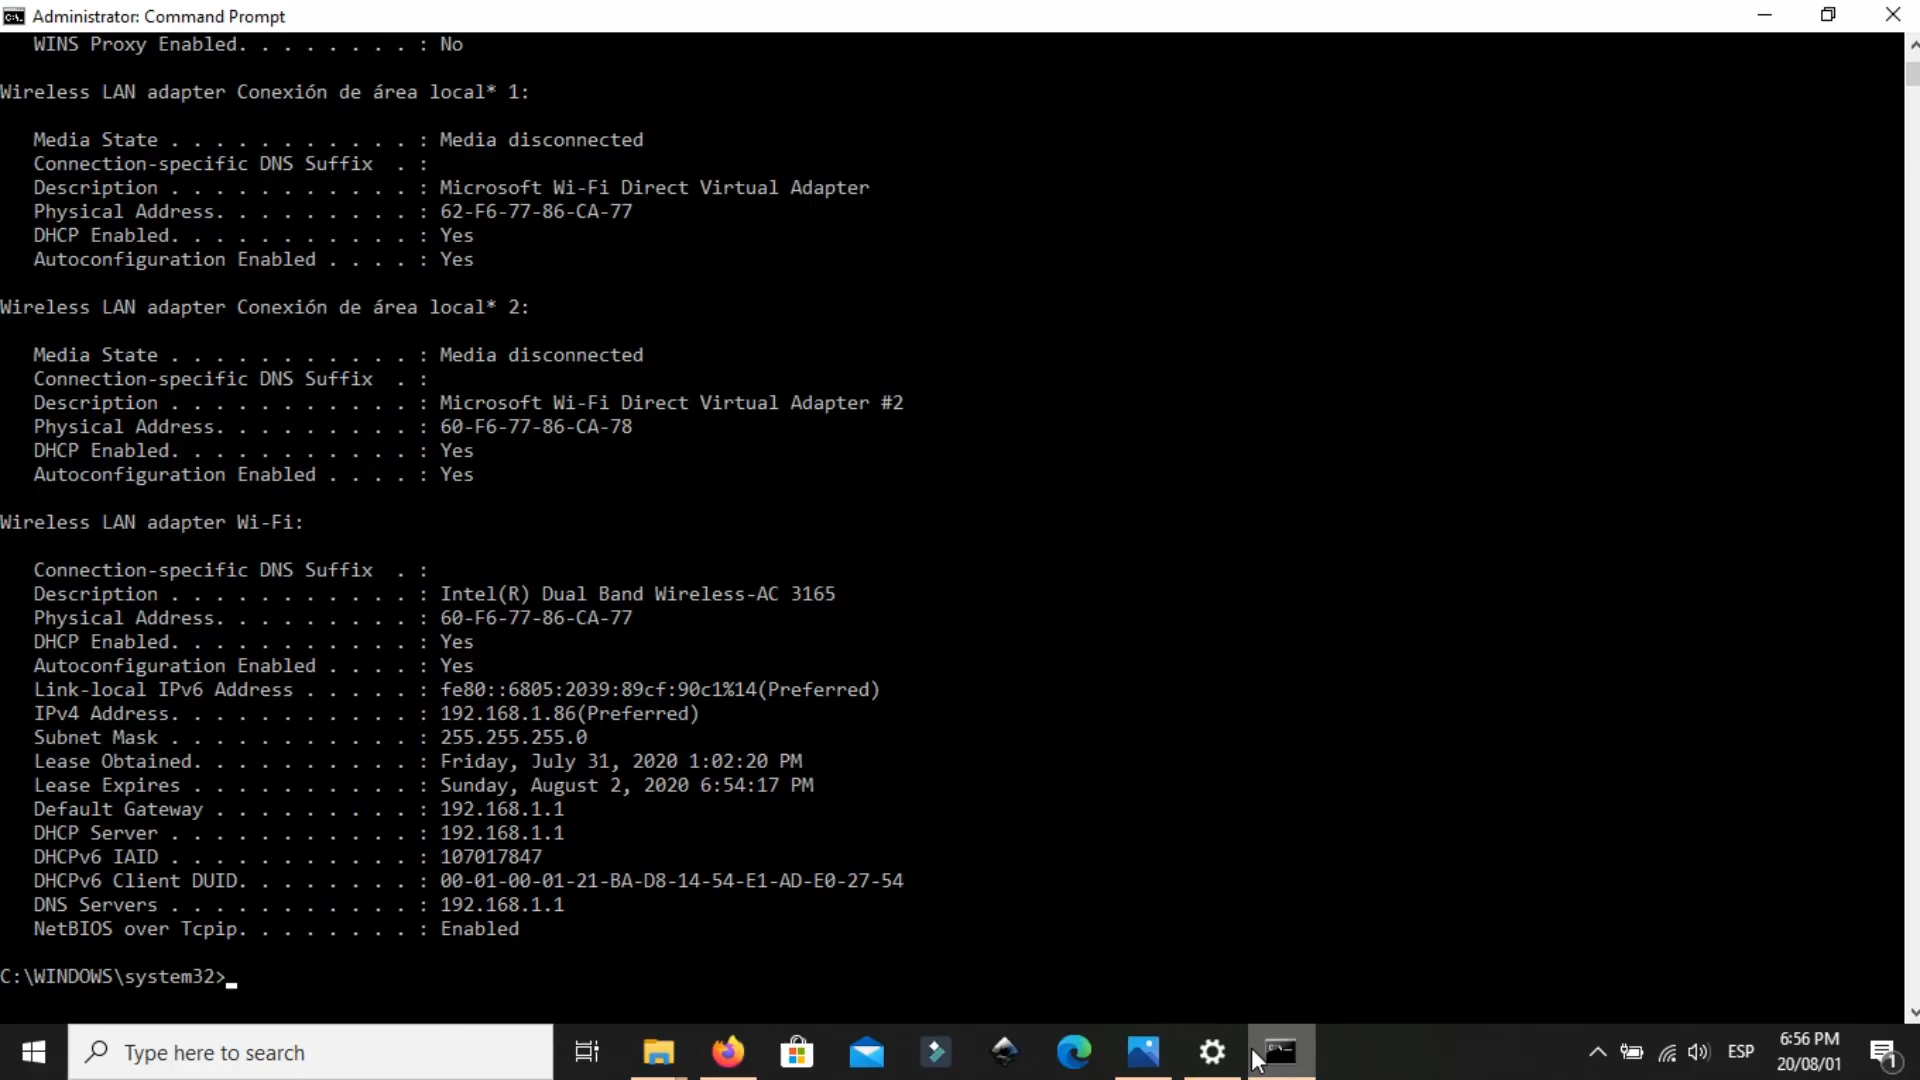 Administrator: Command Prompt
WINS Proxy Enabled. . . . . . . . : No
Wireless LAN adapter Conexión de área local* 1:
Media State . . . . . . . . . . . : Media disconnected
Connection-specific DNS Suffix  . :
Description . . . . . . . . . . . : Microsoft Wi-Fi Direct Virtual Adapter
Physical Address. . . . . . . . . : 62-F6-77-86-CA-77
DHCP Enabled. . . . . . . . . . . : Yes
Autoconfiguration Enabled . . . . : Yes
Wireless LAN adapter Conexión de área local* 2:
Media State . . . . . . . . . . . : Media disconnected
Connection-specific DNS Suffix  . :
Description . . . . . . . . . . . : Microsoft Wi-Fi Direct Virtual Adapter #2
Physical Address. . . . . . . . . : 60-F6-77-86-CA-78
DHCP Enabled. . . . . . . . . . . : Yes
Autoconfiguration Enabled . . . . : Yes
Wireless LAN adapter Wi-Fi:
Connection-specific DNS Suffix  . :
Description . . . . . . . . . . . : Intel(R) Dual Band Wireless-AC 3165
Physical Address. . . . . . . . . : 60-F6-77-86-CA-77
DHCP Enabled. . . . . . . . . . . : Yes
Autoconfiguration Enabled . . . . : Yes
Link-local IPv6 Address . . . . . : fe80::6805:2039:89cf:90c1%14(Preferred)
IPv4 Address. . . . . . . . . . . : 192.168.1.86(Preferred)
Subnet Mask . . . . . . . . . . . : 255.255.255.0
Lease Obtained. . . . . . . . . . : Friday, July 31, 2020 1:02:20 PM
Lease Expires . . . . . . . . . . : Sunday, August 2, 2020 6:54:17 PM
Default Gateway . . . . . . . . . : 192.168.1.1
DHCP Server . . . . . . . . . . . : 192.168.1.1
DHCPv6 IAID . . . . . . . . . . . : 107017847
DHCPv6 Client DUID. . . . . . . . : 00-01-00-01-21-BA-D8-14-54-E1-AD-E0-27-54
DNS Servers . . . . . . . . . . . : 192.168.1.1
NetBIOS over Tcpip. . . . . . . . : Enabled
C:\WINDOWS\system32>
Type here to search
ESP
6:56 PM
20/08/01
1